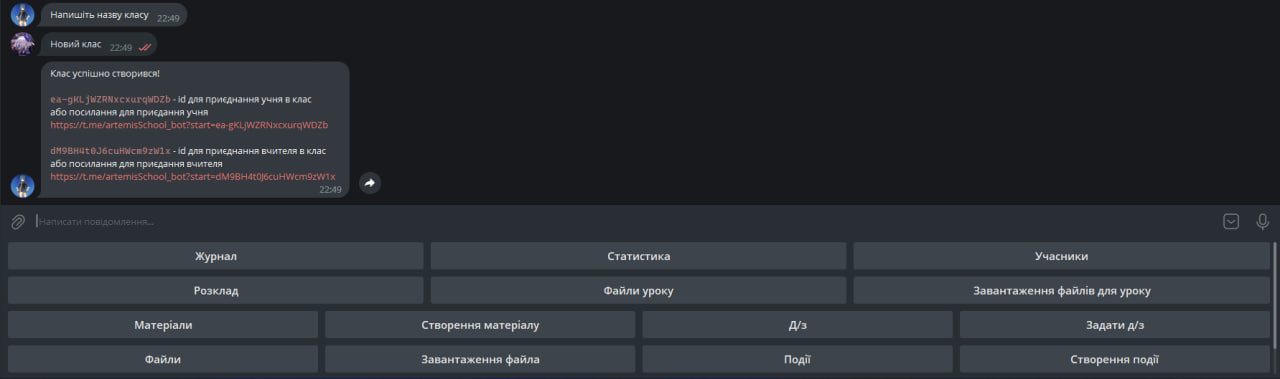 Напишіть назву класу 22:49
Новий клас 22:49
Клас успішно створився!
ea-gKLjWZRNxcxurqWDZb - id для приєднання учня в клас
або посилання для приєдання учня
https://t.me/artemisSchool_bot?start=ea-gKLjWZRNxcxurqWDZb
dM9BH4t0J6cuHWcm9zW1x - id для приєднання вчителя в клас
або посилання для приєдання вчителя
https://t.me/artemisSchool_bot?start=dM9BH4t0J6cuHWcm9zW1x
22:49
Написати повідомлення...
Журнал Статистика Учасники
Розклад Файли уроку Завантаження файлів для уроку
Матеріали Створення матеріалу Д/з Задати д/з
Файли Завантаження файла Події Створення події